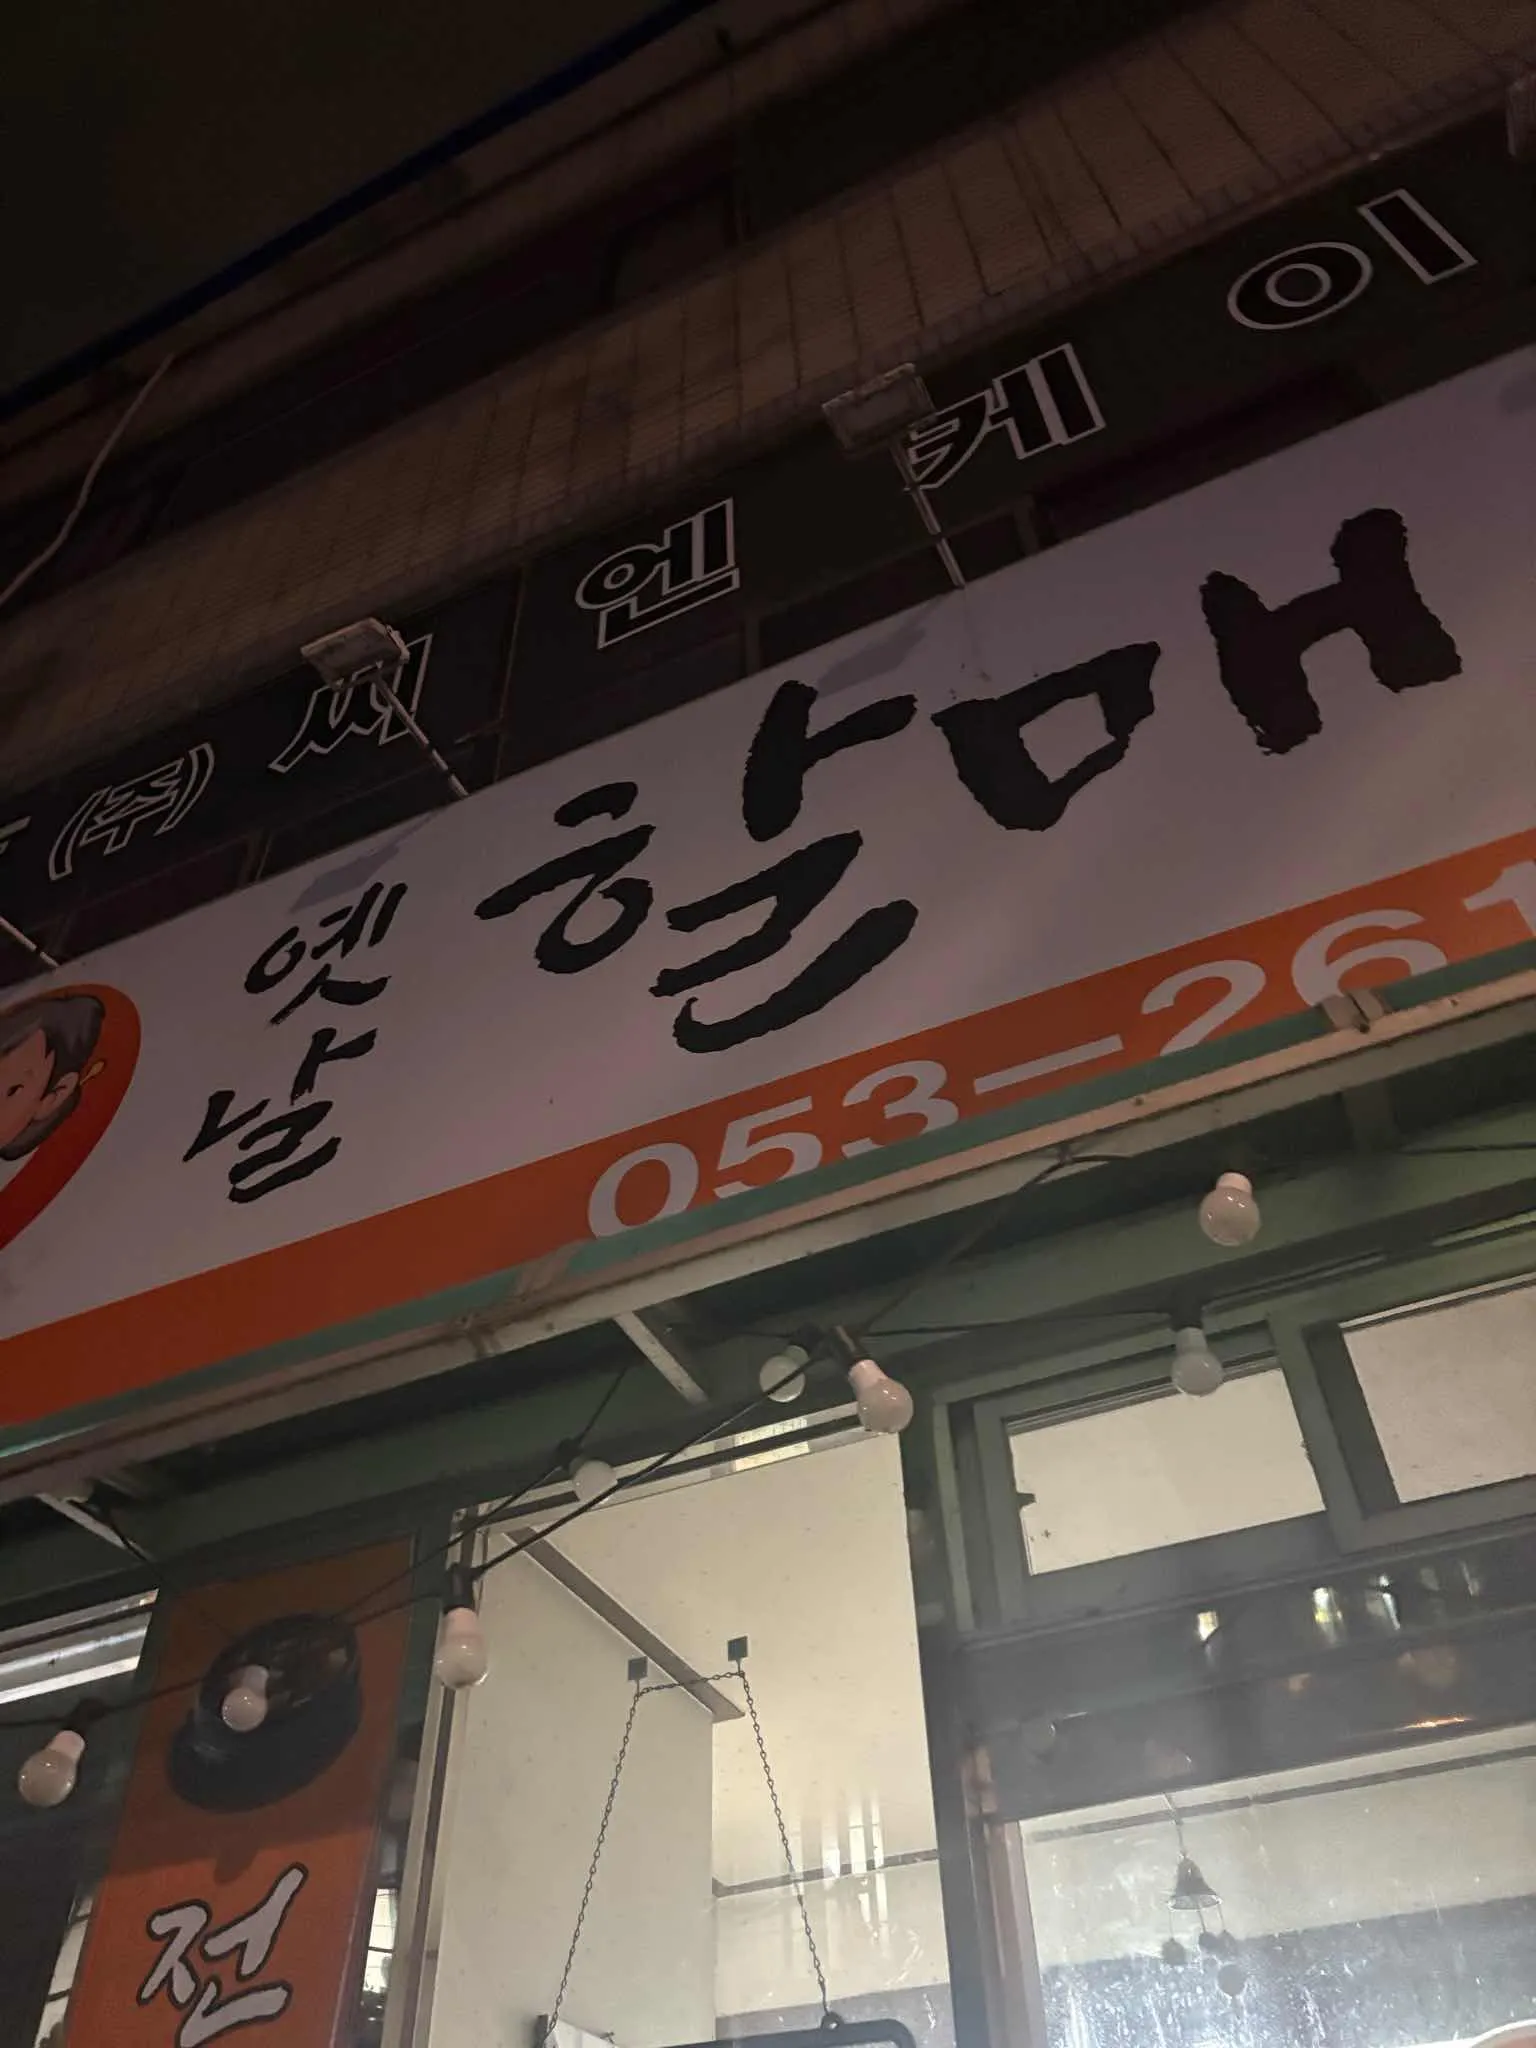 (주) 씨엔케이
옛날 할매
053-261
전